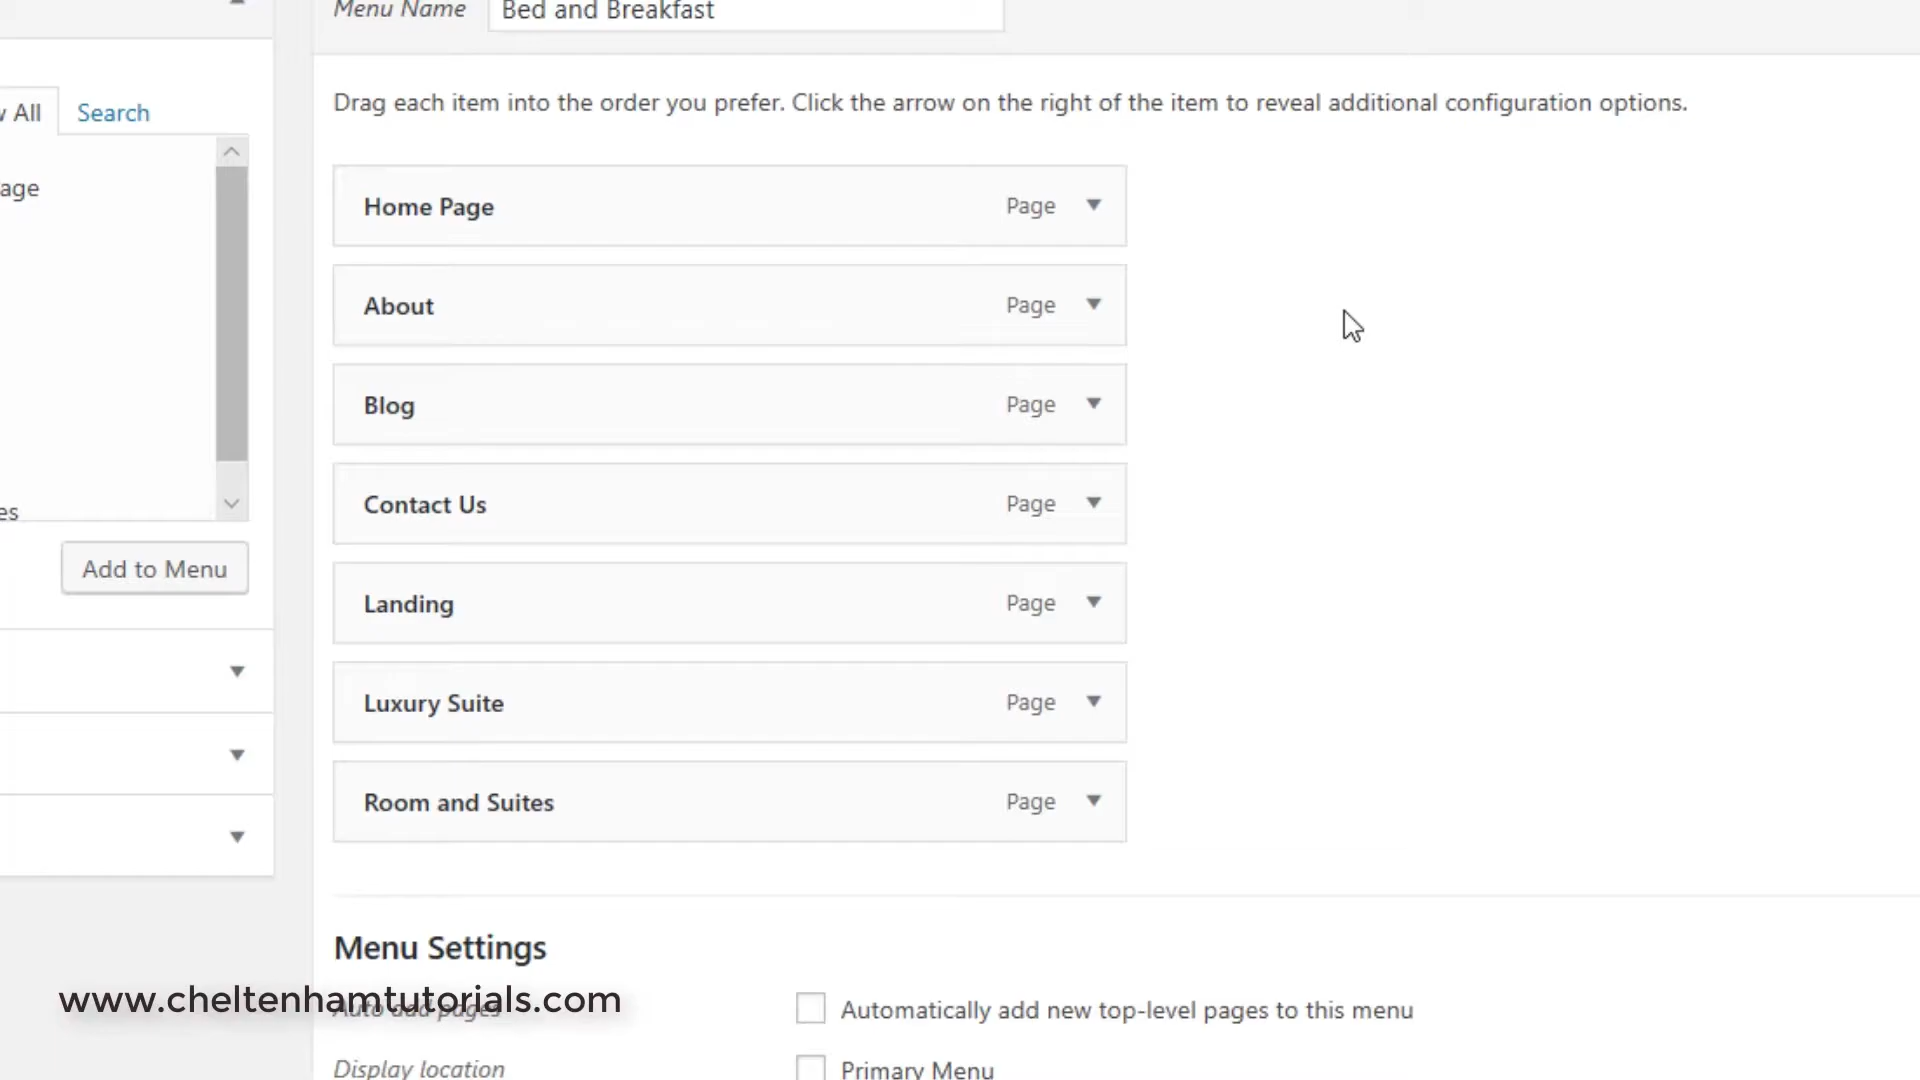 Menu Name Bed and Breakfast
All Search
Drag each item into the order you prefer. Click the arrow on the right of the item to reveal additional configuration options.
Home Page Page
About Page
Blog Page
Contact Us Page
Add to Menu
Landing Page
Luxury Suite Page
Room and Suites Page
Menu Settings
www.cheltenhamtutorials.com
Auto add pages Automatically add new top-level pages to this menu
Display location Primary Menu